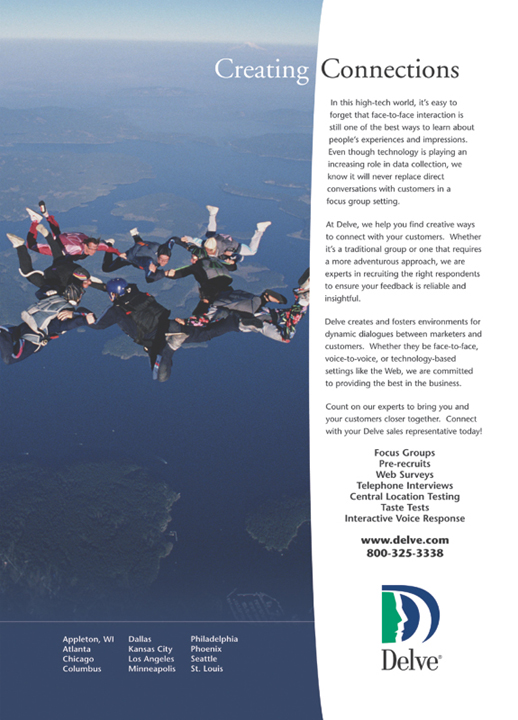 Creating Connections
In this high-tech world, it's easy to
forget that face-to-face interaction is
still one of the best ways to learn about
people's experiences and impressions.
Even though technology is playing an
increasing role in data collection, we
know it will never replace direct
conversations with customers in a
focus group setting.
At Delve, we help you find creative ways
to connect with your customers. Whether
it's a traditional group or one that requires
a more adventurous approach, we are
experts in recruiting the right respondents
to ensure your feedback is reliable and
insightful.
Delve creates and fosters environments for
dynamic dialogues between marketers and
customers. Whether they be face-to-face,
voice-to-voice, or technology-based
settings like the Web, we are committed
to providing the best in the business.
Count on our experts to bring you and
your customers closer together. Connect
with your Delve sales representative today!
Focus Groups
Pre-recruits
Web Surveys
Telephone Interviews
Central Location Testing
Taste Tests
Interactive Voice Response
www.delve.com
800-325-3338
Delve®
Appleton, WI
Atlanta
Chicago
Columbus
Dallas
Kansas City
Los Angeles
Minneapolis
Philadelphia
Phoenix
Seattle
St. Louis